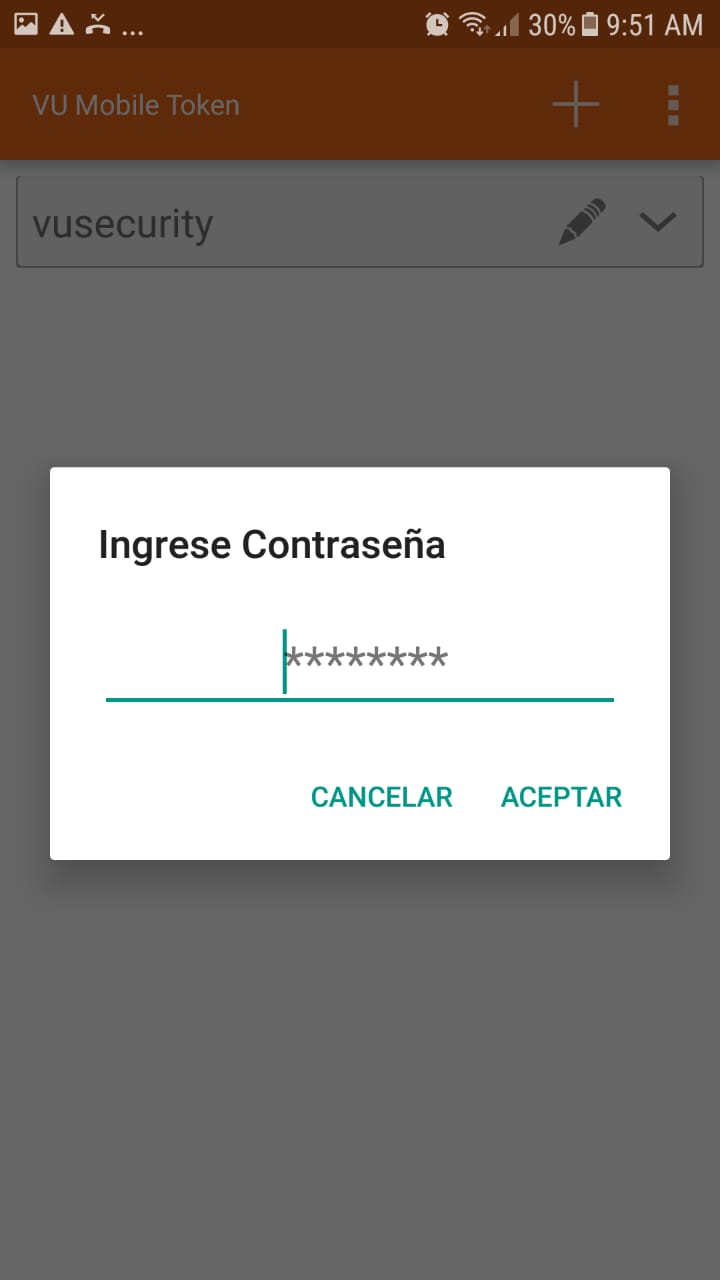 ... 30% 9:51 AM
VU Mobile Token
vusecurity
Ingrese Contraseña
********
CANCELAR ACEPTAR